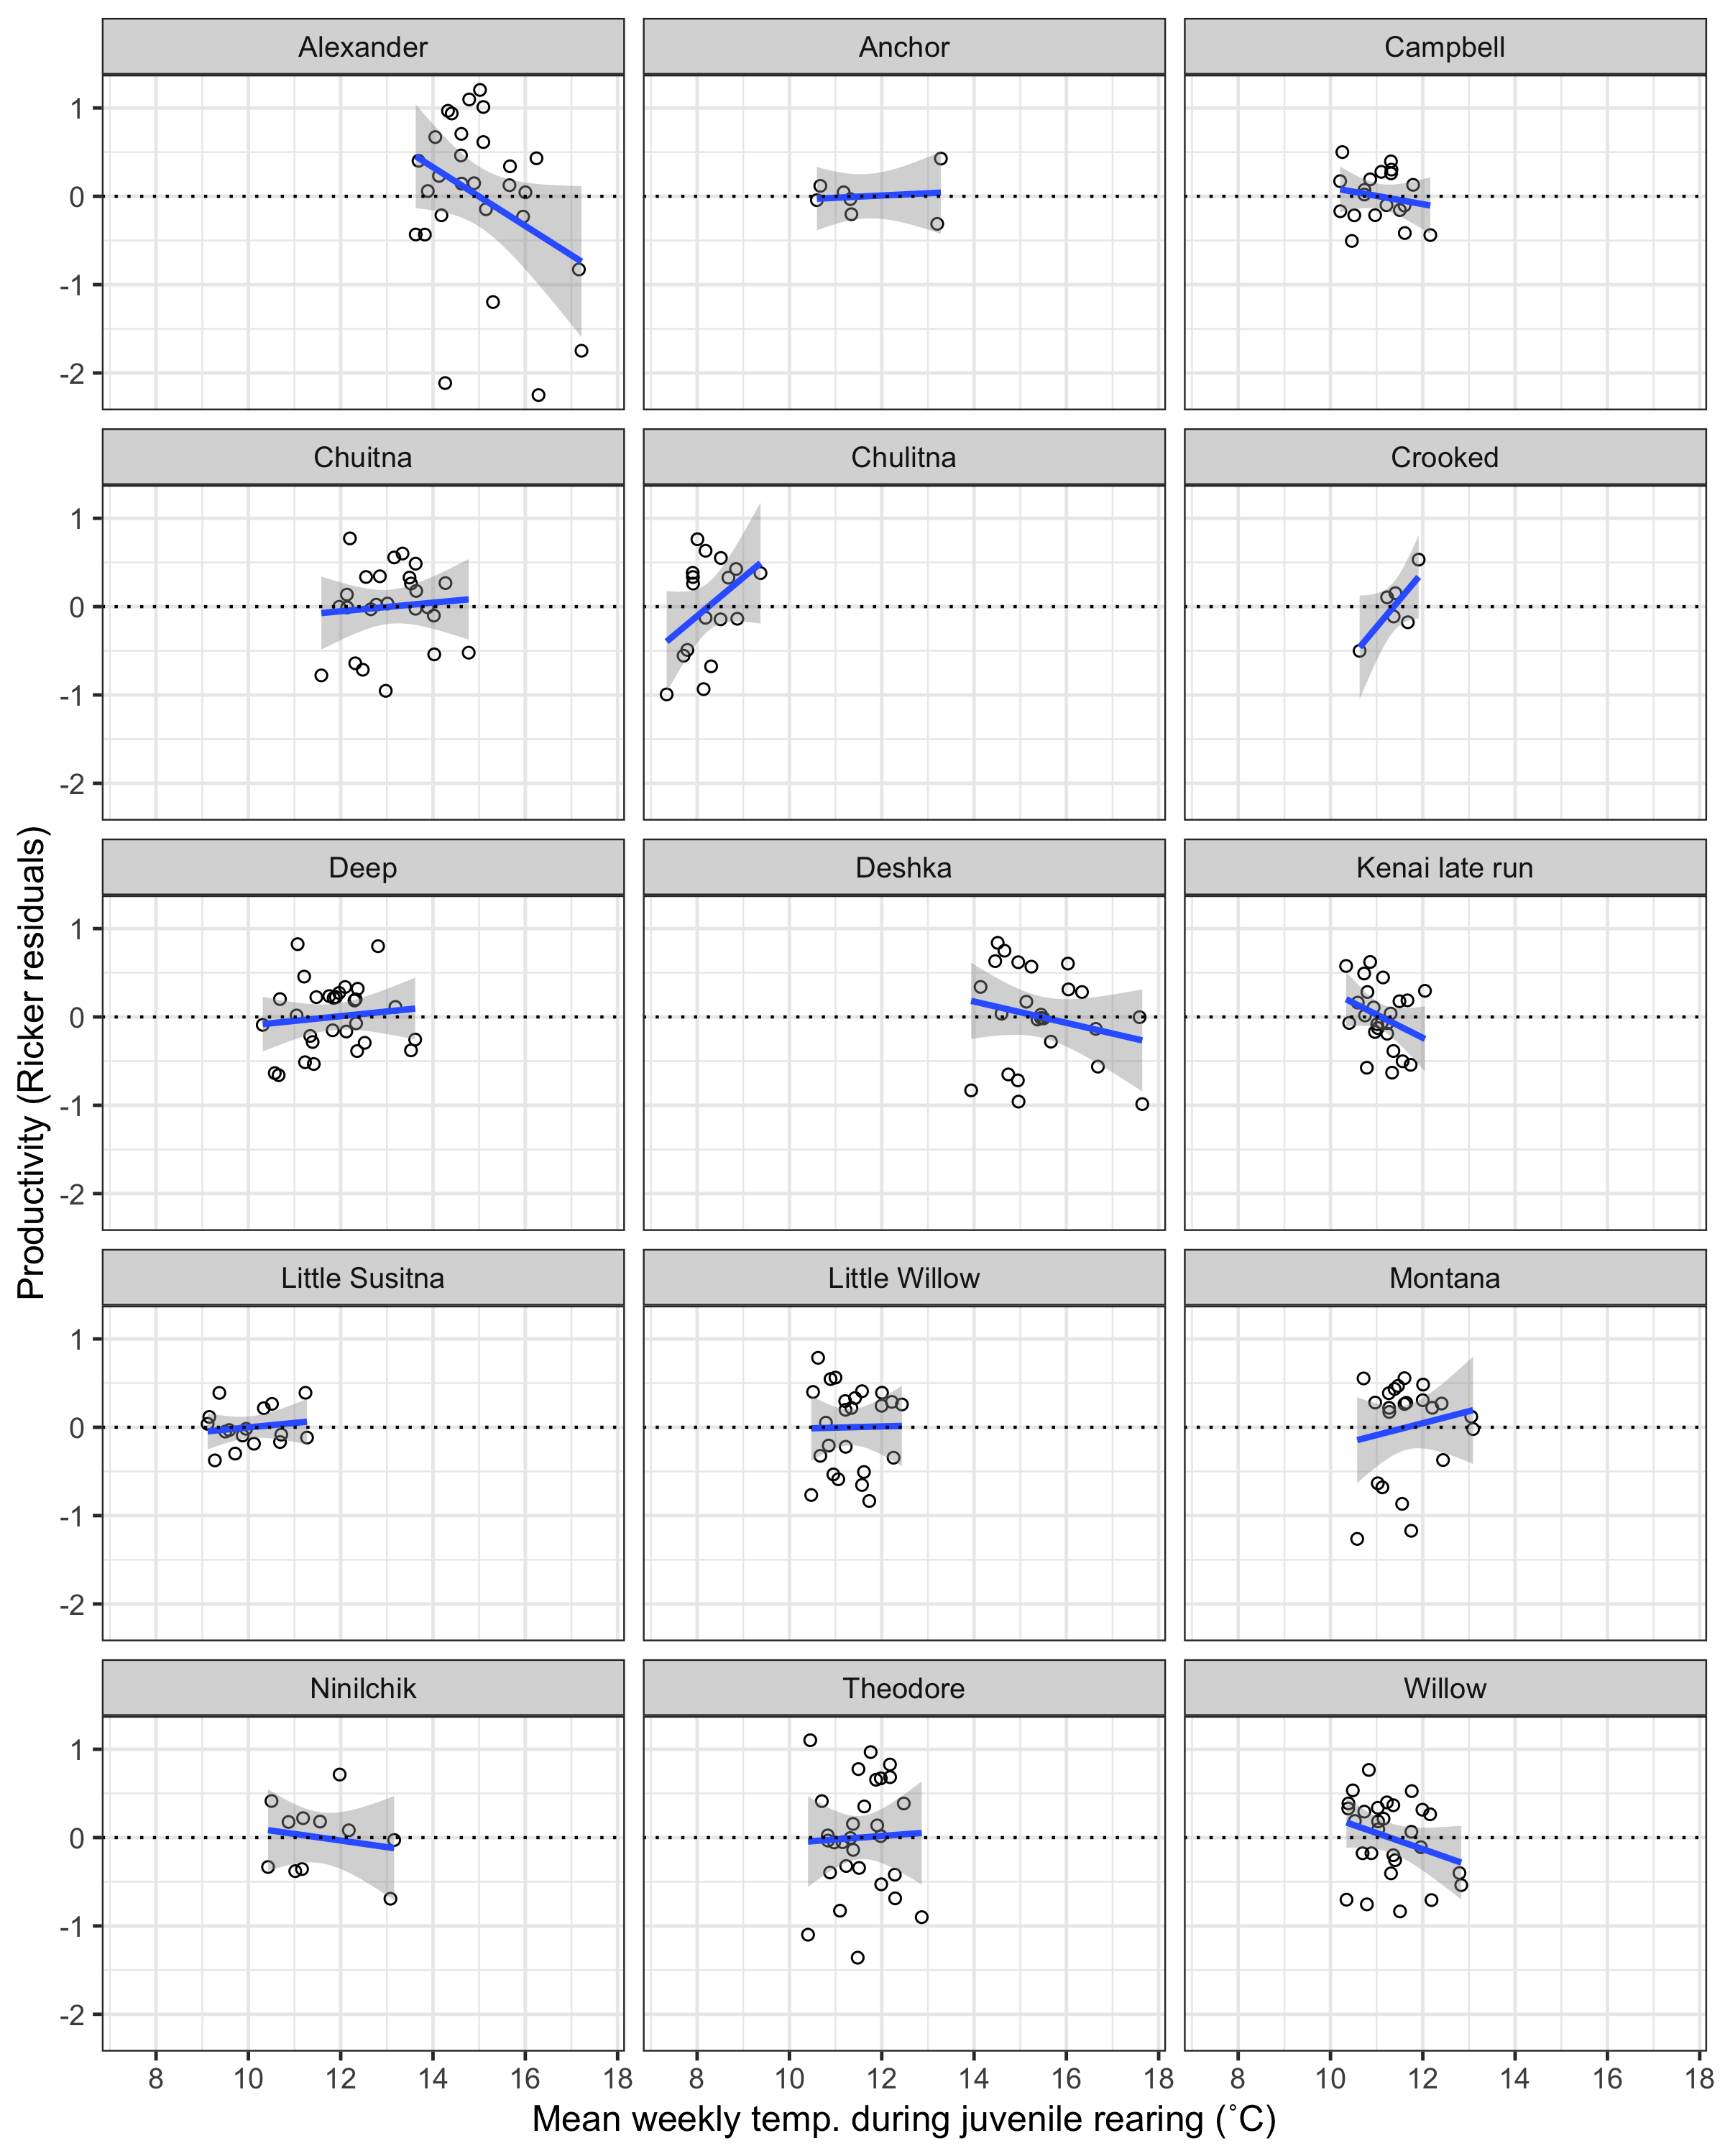 Alexander Anchor Campbell
1
0
-1
-2
Chuitna Chulitna Crooked
1
0
-1
-2
Deep Deshka Kenai late run
1
0
-1
-2
Little Susitna Little Willow Montana
1
0
-1
-2
Ninilchik Theodore Willow
1
0
-1
-2
8 10 12 14 16 18 8 10 12 14 16 18 8 10 12 14 16 18
Mean weekly temp. during juvenile rearing (˚C)
Productivity (Ricker residuals)